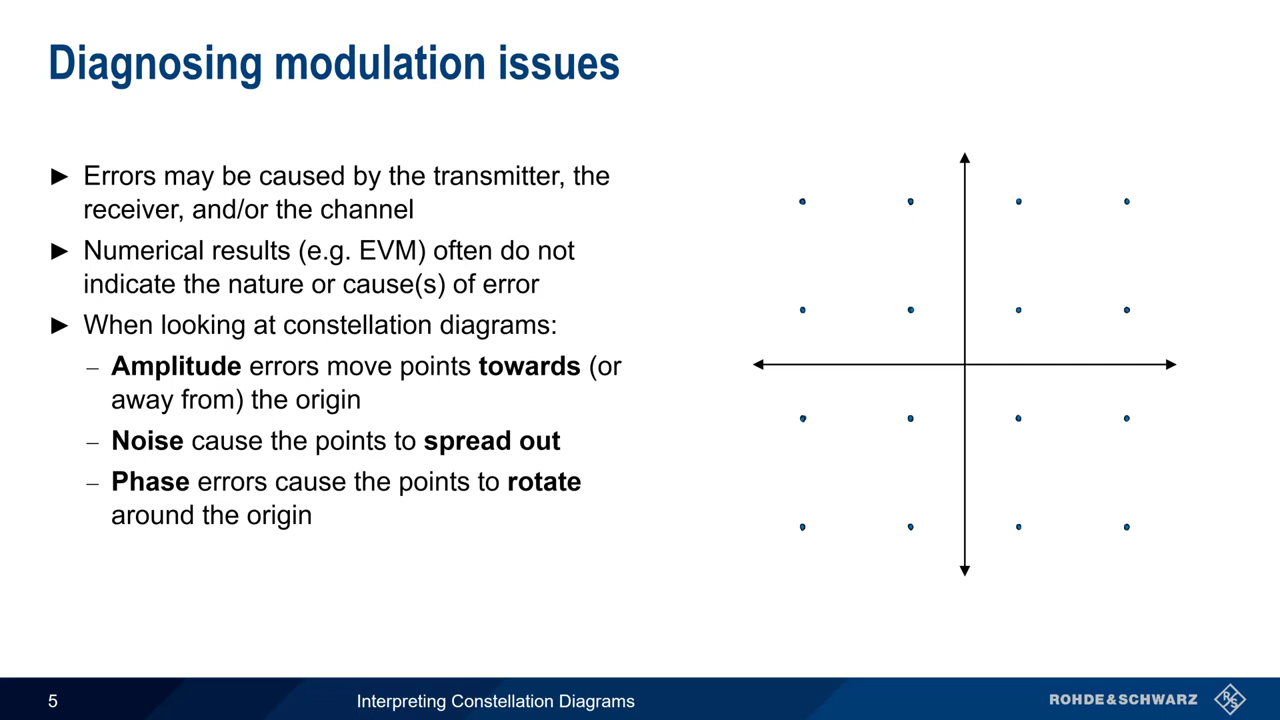 Diagnosing modulation issues
► Errors may be caused by the transmitter, the
receiver, and/or the channel
► Numerical results (e.g. EVM) often do not
indicate the nature or cause(s) of error
► When looking at constellation diagrams:
– Amplitude errors move points towards (or
away from) the origin
– Noise cause the points to spread out
– Phase errors cause the points to rotate
around the origin
5
Interpreting Constellation Diagrams
ROHDE&SCHWARZ
R S